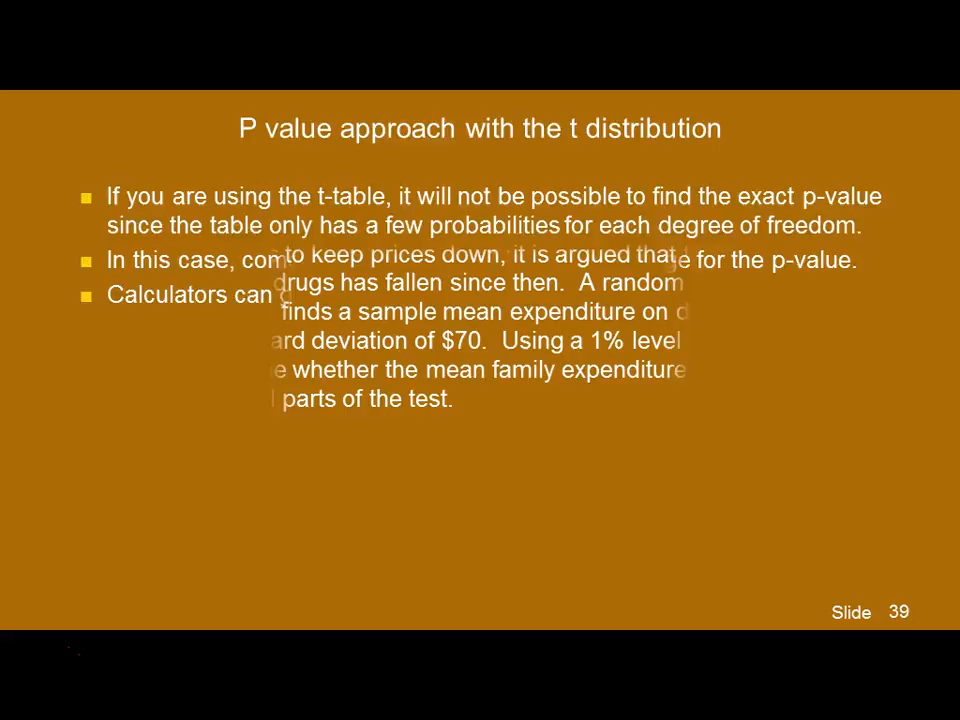 P value approach with the t distribution
If you are using the t-table, it will not be possible to find the exact p-value
since the table only has a few probabilities for each degree of freedom.
In this case, to keep prices down, it is argued that for the p-value.
Calculators can drugs has fallen since then. A random
finds a sample mean expenditure on
deviation of $70. Using a 1% level
whether the mean family expenditure
parts of the test.
Slide 39